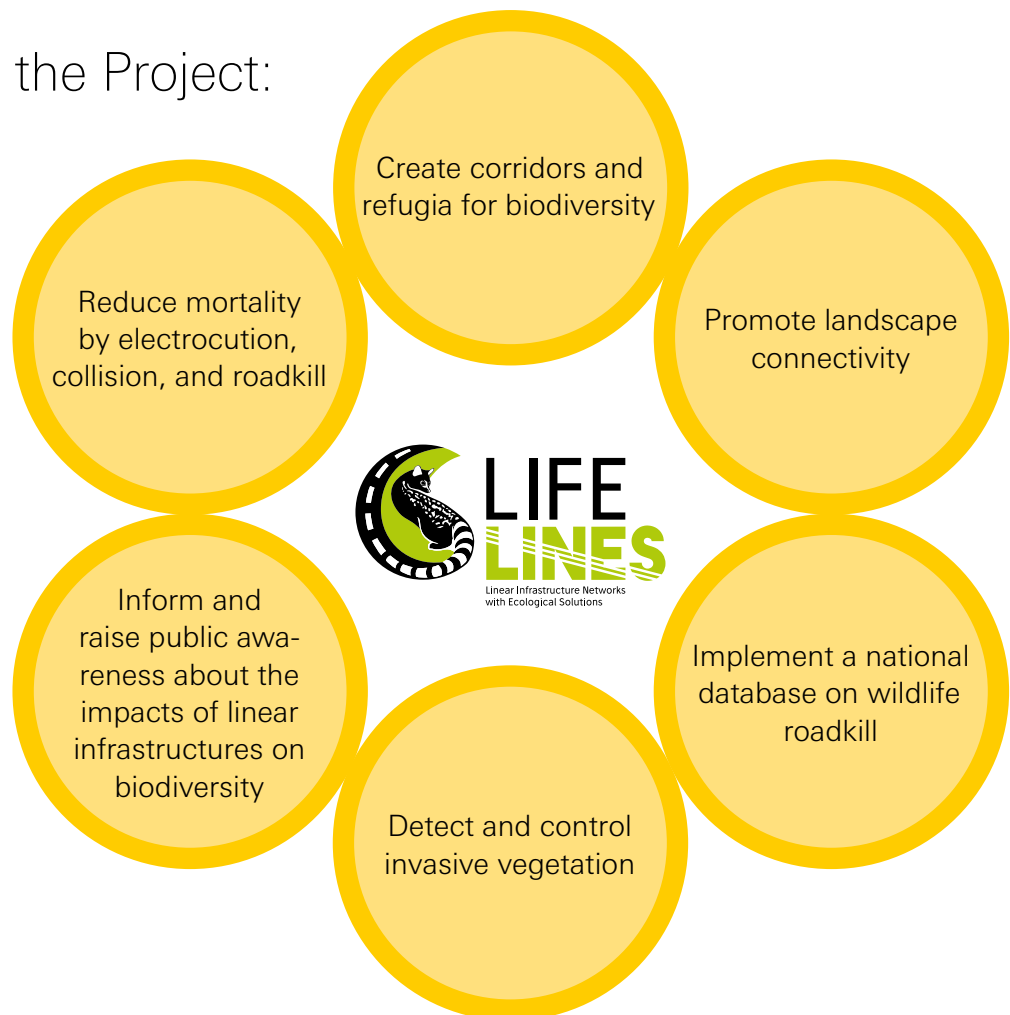 the Project:
Create corridors and
refugia for biodiversity
Reduce mortality
by electrocution,
collision, and roadkill
Promote landscape
connectivity
LIFE
LINES
Linear Infrastructure Networks
with Ecological Solutions
Inform and
raise public awa-
reness about the
impacts of linear
infrastructures on
biodiversity
Implement a national
database on wildlife
roadkill
Detect and control
invasive vegetation